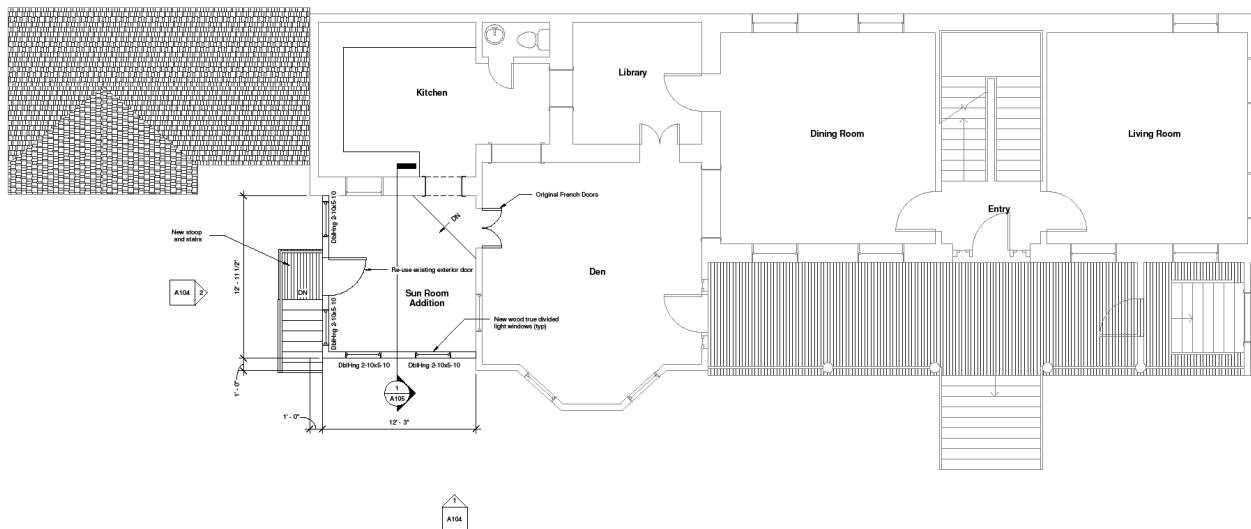 Kitchen
Library
Dining Room
Living Room
DblHng 2-10x5-10
Original French Doors
DN
Entry
New stoop
and stairs
12' - 11 1/2"
Re-use existing exterior door
Den
A104
2
DN
Sun Room
Addition
DblHng 2-10x5-10
New wood true divided
light windows (typ)
DblHng 2-10x5-10
DblHng 2-10x5-10
1' - 0"
1
A105
1' - 0"
12' - 3"
1
A104